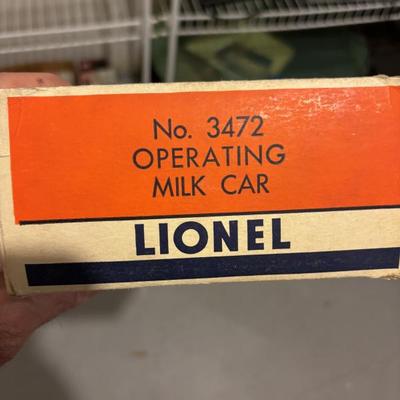 No. 3472
OPERATING
MILK CAR
LIONEL